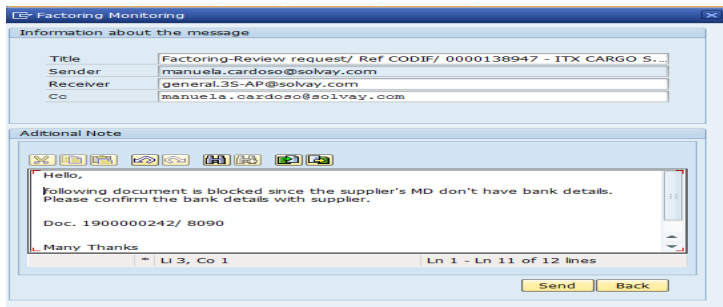 Factoring Monitoring
Information about the message
Title Factoring-Review request/ Ref CODIF/ 0000138947 - ITX CARGO S...
Sender manuela.cardoso@solvay.com
Receiver general.3S-AP@solvay.com
Cc manuela.cardoso@solvay.com
Aditional Note
Hello,
following document is blocked since the supplier's MD don't have bank details.
Please confirm the bank details with supplier.
Doc. 1900000242/ 8090
Many Thanks
* Li 3, Co 1 Ln 1 - Ln 11 of 12 lines
Send Back